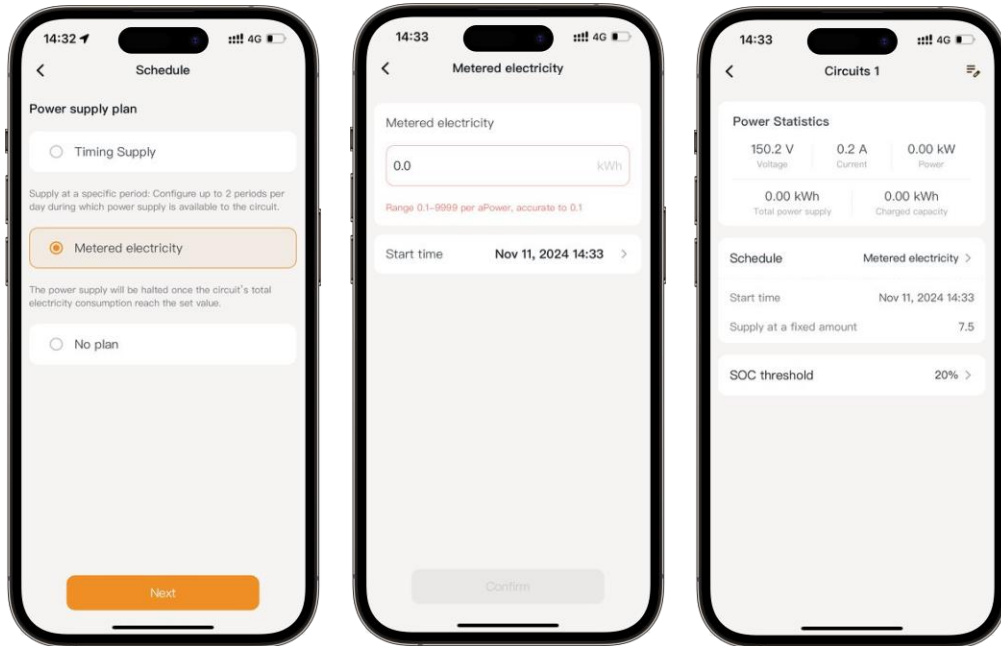 14:32
4G
Schedule
Power supply plan
Timing Supply
Supply at a specific period: Configure up to 2 periods per
day during which power supply is available to the circuit.
Metered electricity
The power supply will be halted once the circuit's total
electricity consumption reach the set value.
No plan
Next
14:33
4G
Metered electricity
Metered electricity
0.0 kWh
Range 0.1-9999 per aPower, accurate to 0.1
Start time Nov 11, 2024 14:33
Confirm
14:33
4G
Circuits 1
Power Statistics
150.2 V 0.2 A 0.00 kW
Voltage Current Power
0.00 kWh 0.00 kWh
Total power supply Charged capacity
Schedule Metered electricity
Start time Nov 11, 2024 14:33
Supply at a fixed amount 7.5
SOC threshold 20%